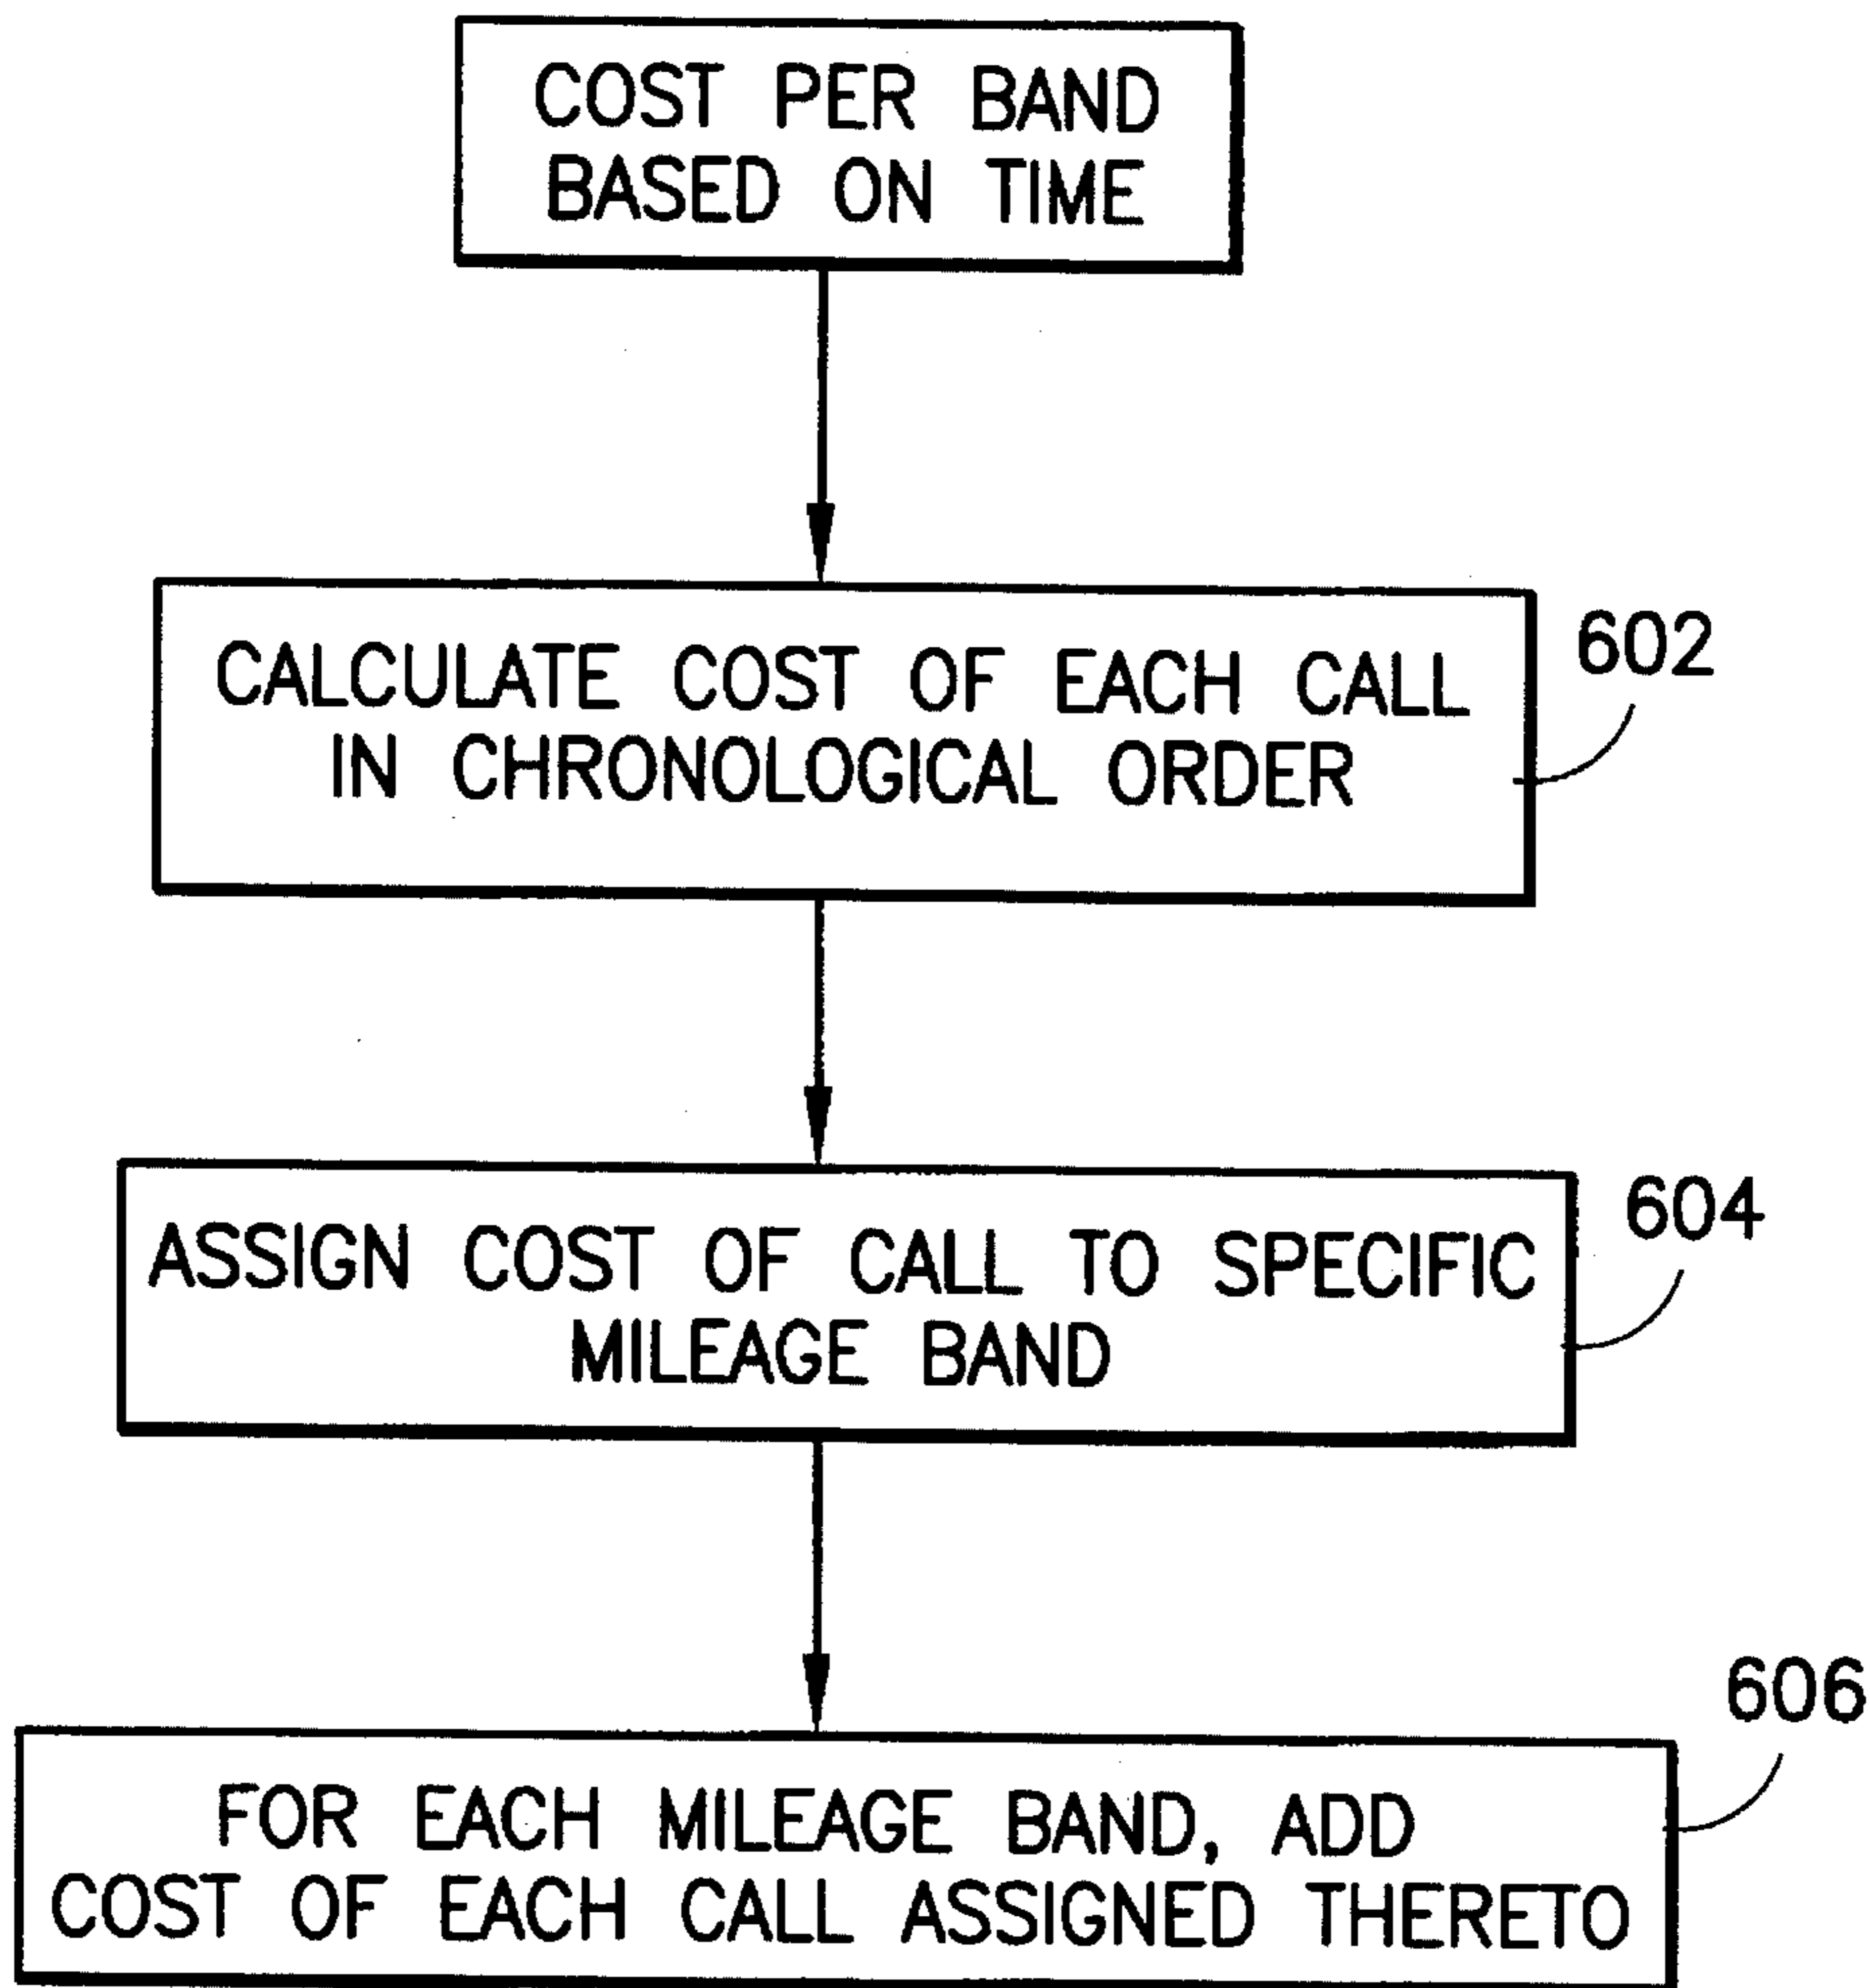 COST PER BAND
BASED ON TIME
CALCULATE COST OF EACH CALL
IN CHRONOLOGICAL ORDER
602
ASSIGN COST OF CALL TO SPECIFIC
MILEAGE BAND
604
606
FOR EACH MILEAGE BAND, ADD
COST OF EACH CALL ASSIGNED THERETO